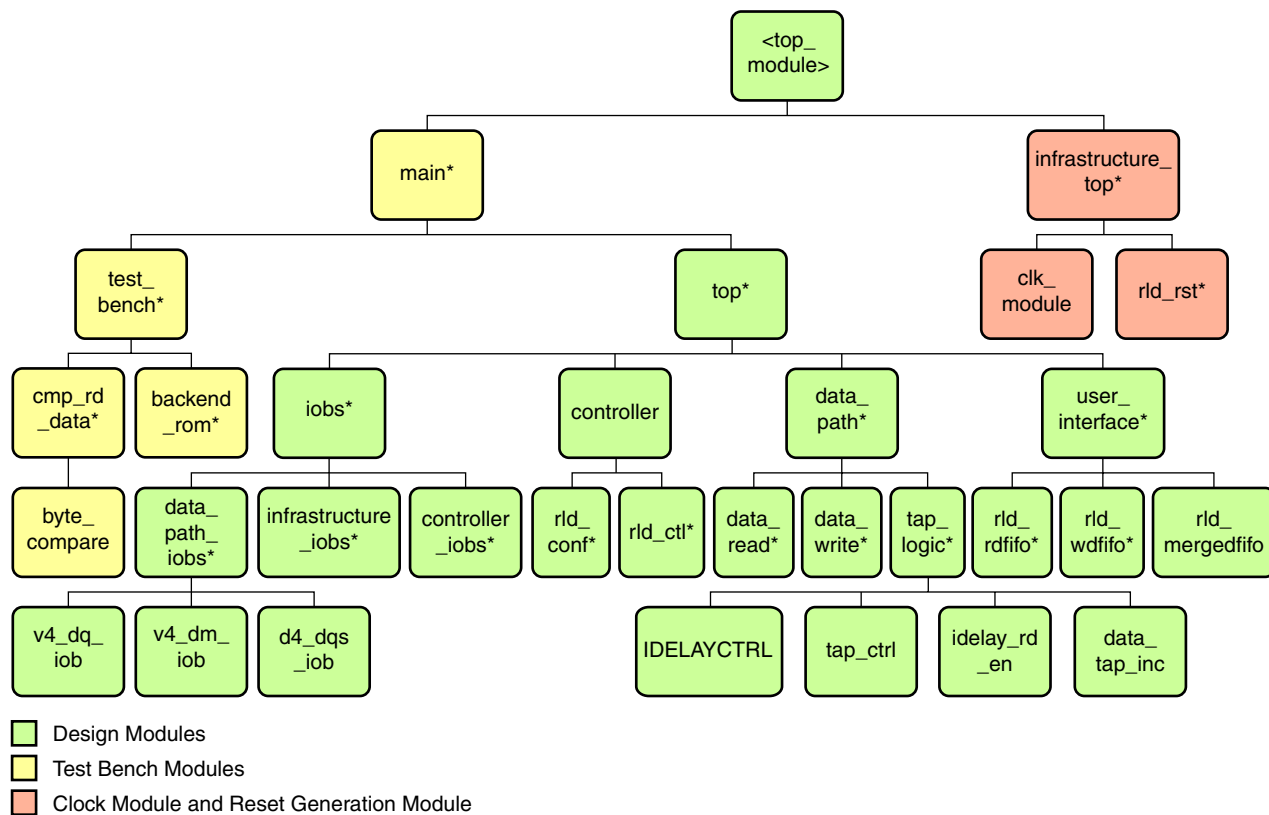 <top_
module>
main*
infrastructure_
top*
test_
bench*
top*
clk_
module
rld_rst*
cmp_rd
_data*
backend
_rom*
iobs*
controller
data_
path*
user_
interface*
byte_
compare
data_
path_
iobs*
infrastructure
_iobs*
controller
_iobs*
rld_
conf*
rld_ctl*
data_
read*
data_
write*
tap_
logic*
rld_
rdfifo*
rld_
wdfifo*
rld_
mergedfifo
v4_dq_
iob
v4_dm_
iob
d4_dqs
_iob
IDELAYCTRL
tap_ctrl
idelay_rd
_en
data_
tap_inc
Design Modules
Test Bench Modules
Clock Module and Reset Generation Module